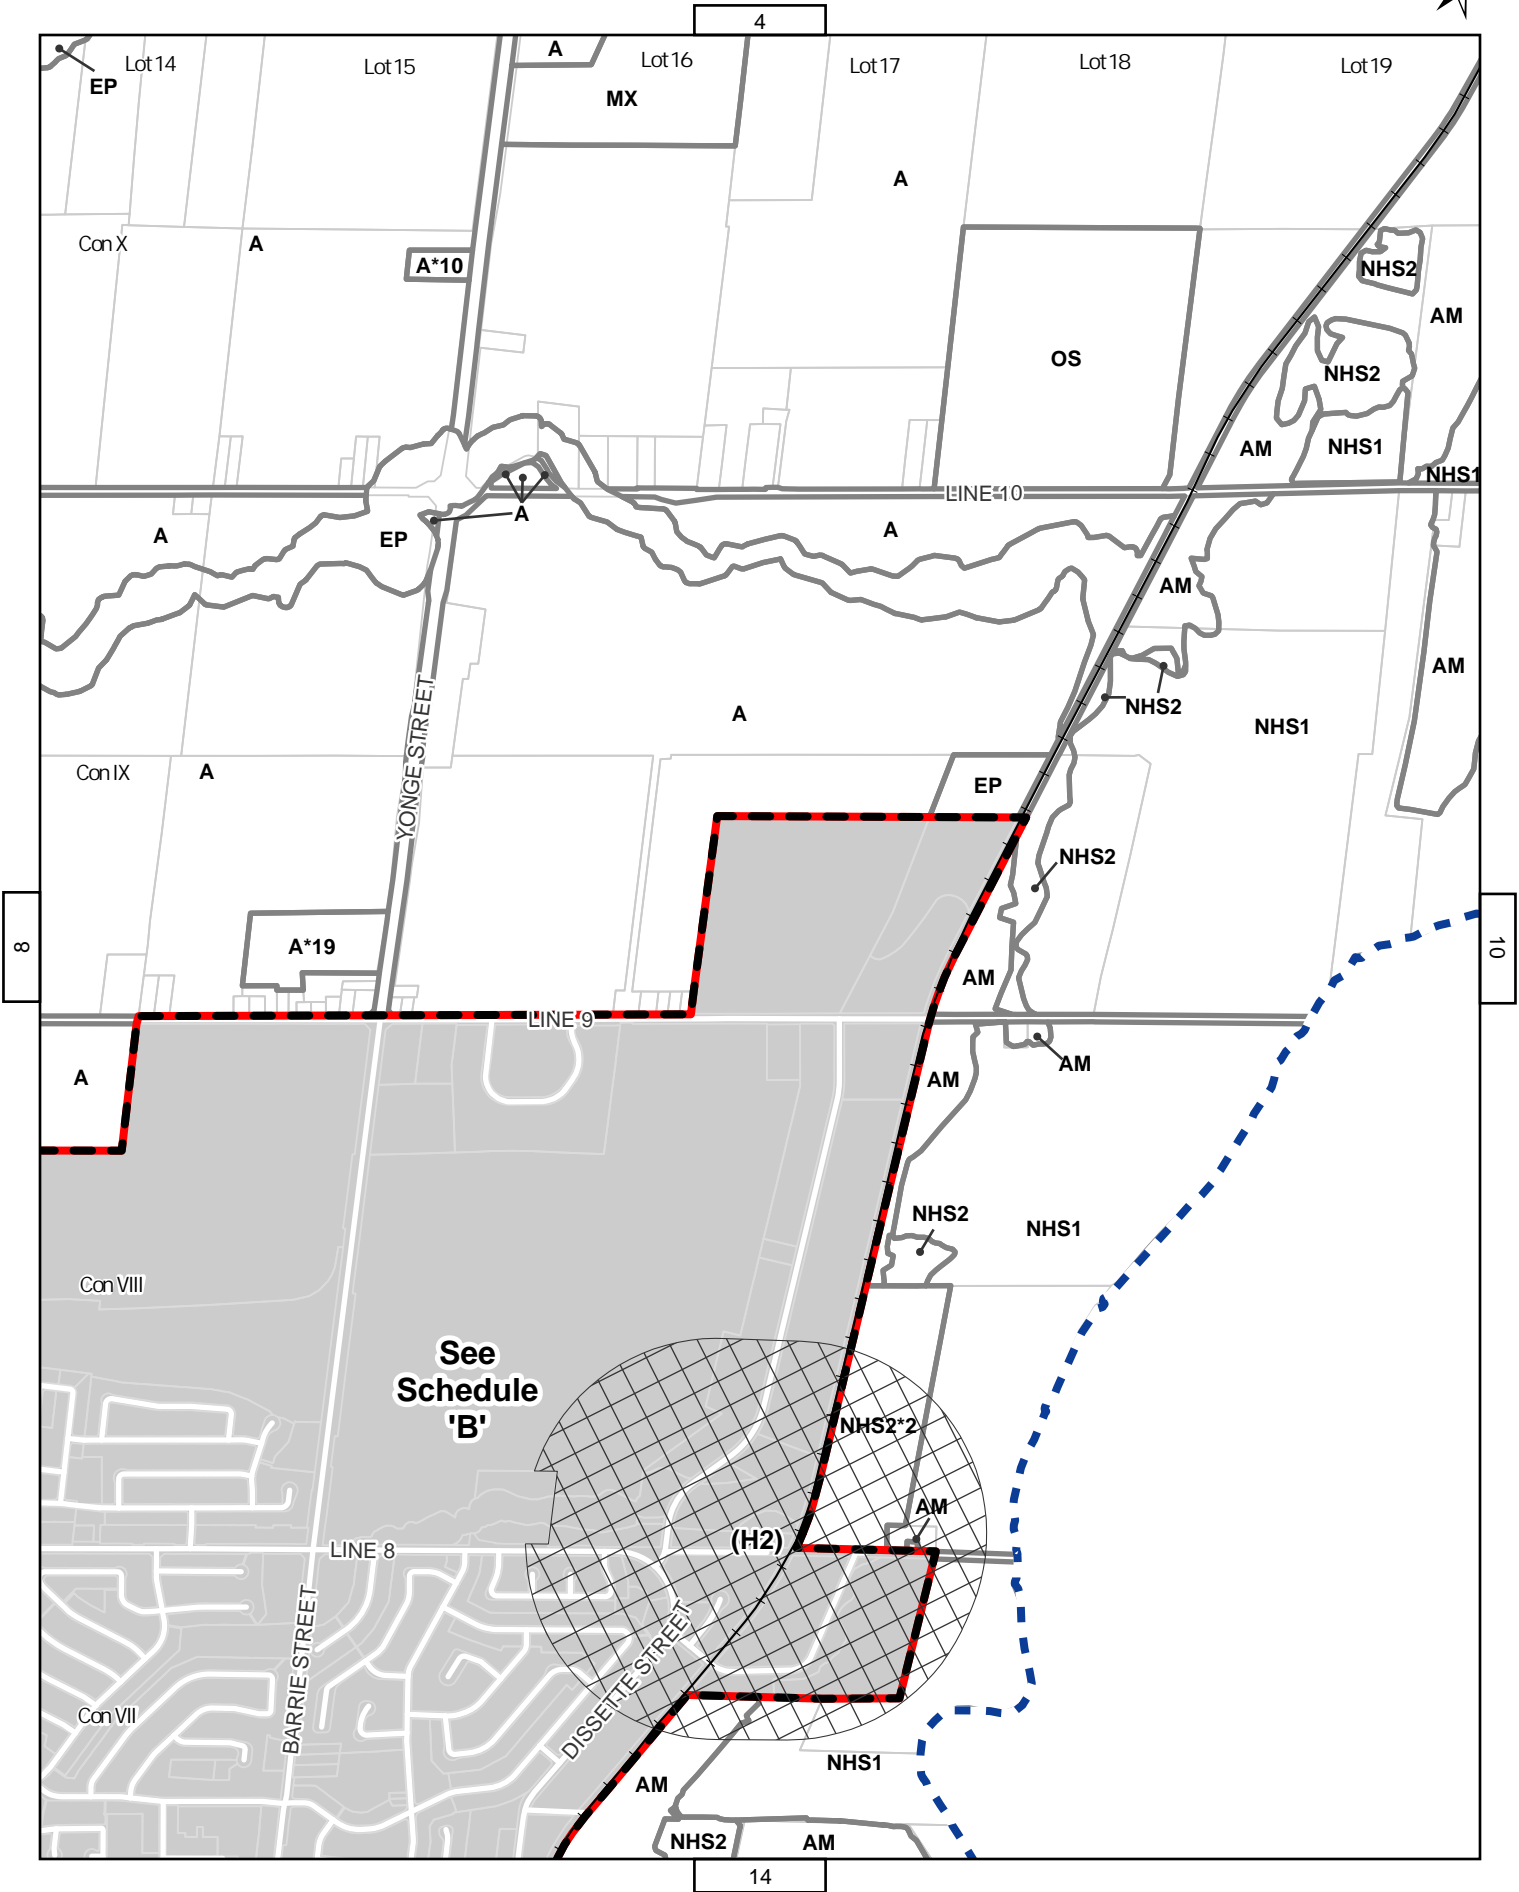 4
Lot 14
Lot 15
A
Lot 16
Lot 17
Lot 18
Lot 19
EP
MX
A
Con X
A
A*10
NHS2
AM
OS
NHS2
AM
NHS1
NHS1
LINE 10
A
A
EP
A
AM
AM
NHS2
A
NHS1
YONGE STREET
Con IX
A
EP
NHS2
8
A*19
AM
10
LINE 9
A
AM
AM
NHS2
NHS1
Con VIII
See
Schedule
'B'
NHS2*2
AM
(H2)
LINE 8
BARRIE STREET
DISSETTE STREET
Con VII
NHS1
AM
NHS2
AM
14